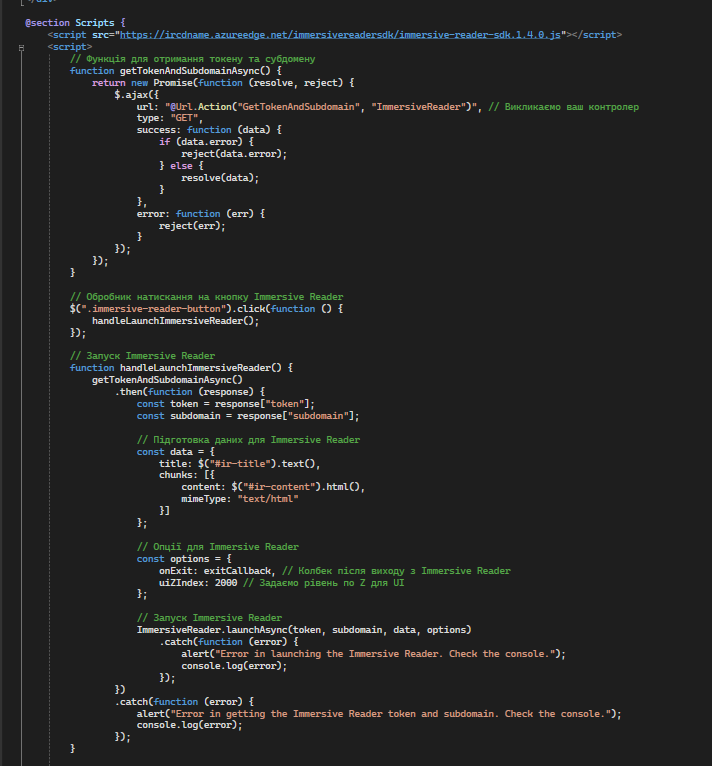 @section Scripts {
<script src="https://ircdname.azureedge.net/immersivereadersdk/immersive-reader-sdk.1.4.0.js"></script>
<script>
// Функція для отримання токену та субдомену
function getTokenAndSubdomainAsync() {
return new Promise(function (resolve, reject) {
$.ajax({
url: "@Url.Action("GetTokenAndSubdomain", "ImmersiveReader")", // Викликаємо ваш контролер
type: "GET",
success: function (data) {
if (data.error) {
reject(data.error);
} else {
resolve(data);
}
},
error: function (err) {
reject(err);
}
});
});
}
// Обробник натискання на кнопку Immersive Reader
$(".immersive-reader-button").click(function () {
handleLaunchImmersiveReader();
});
// Запуск Immersive Reader
function handleLaunchImmersiveReader() {
getTokenAndSubdomainAsync()
.then(function (response) {
const token = response["token"];
const subdomain = response["subdomain"];
// Підготовка даних для Immersive Reader
const data = {
title: $("#ir-title").text(),
chunks: [{
content: $("#ir-content").html(),
mimeType: "text/html"
}]
};
// Опції для Immersive Reader
const options = {
onExit: exitCallback, // Колбек після виходу з Immersive Reader
uiZIndex: 2000 // Задаємо рівень по Z для UI
};
// Запуск Immersive Reader
ImmersiveReader.launchAsync(token, subdomain, data, options)
.catch(function (error) {
alert("Error in launching the Immersive Reader. Check the console.");
console.log(error);
});
})
.catch(function (error) {
alert("Error in getting the Immersive Reader token and subdomain. Check the console.");
console.log(error);
});
}